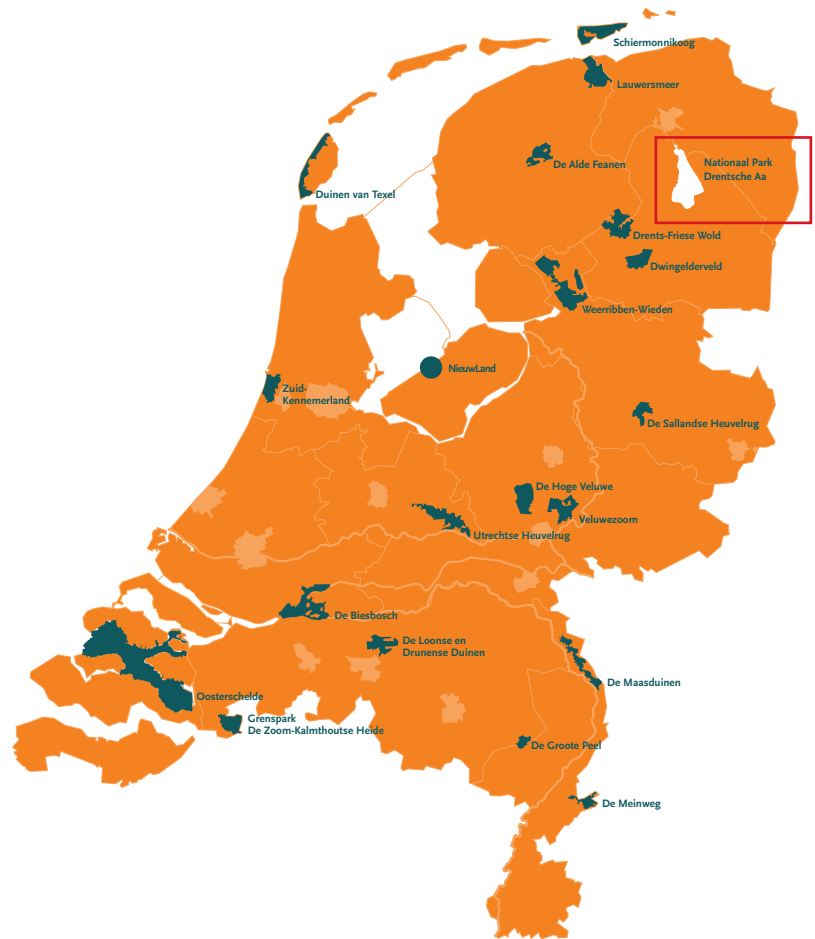 Schiermonnikoog
Lauwersmeer
De Alde Feanen
Nationaal Park
Drentsche Aa
Duinen van Texel
Drents-Friese Wold
Dwingelderveld
Weerribben-Wieden
NieuwLand
Zuid-
Kennemerland
De Sallandse Heuvelrug
De Hoge Veluwe
Veluwezoom
Utrechtse Heuvelrug
De Biesbosch
De Loonse en
Drunense Duinen
De Maasduinen
Oosterschelde
Grenspark
De Zoom-Kalmthoutse Heide
De Groote Peel
De Meinweg